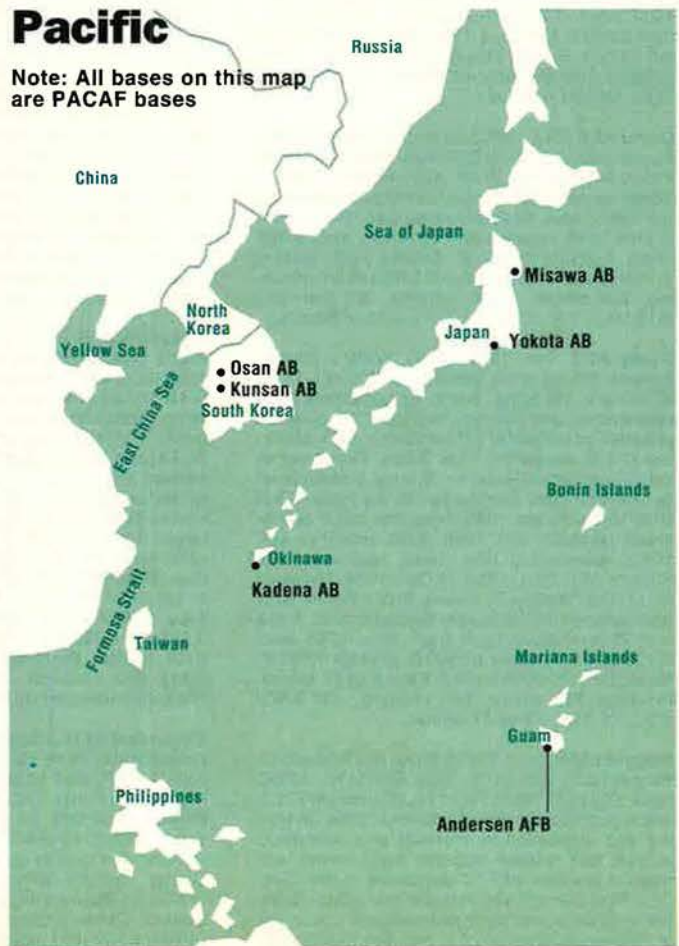 Pacific
Note: All bases on this map
are PACAF bases
Russia
China
Sea of Japan
Misawa AB
North
Korea
Japan
Yokota AB
Yellow Sea
Osan AB
Kunsan AB
South Korea
East China Sea
Bonin Islands
Okinawa
Kadena AB
Formosa Strait
Taiwan
Mariana Islands
Guam
Philippines
Andersen AFB